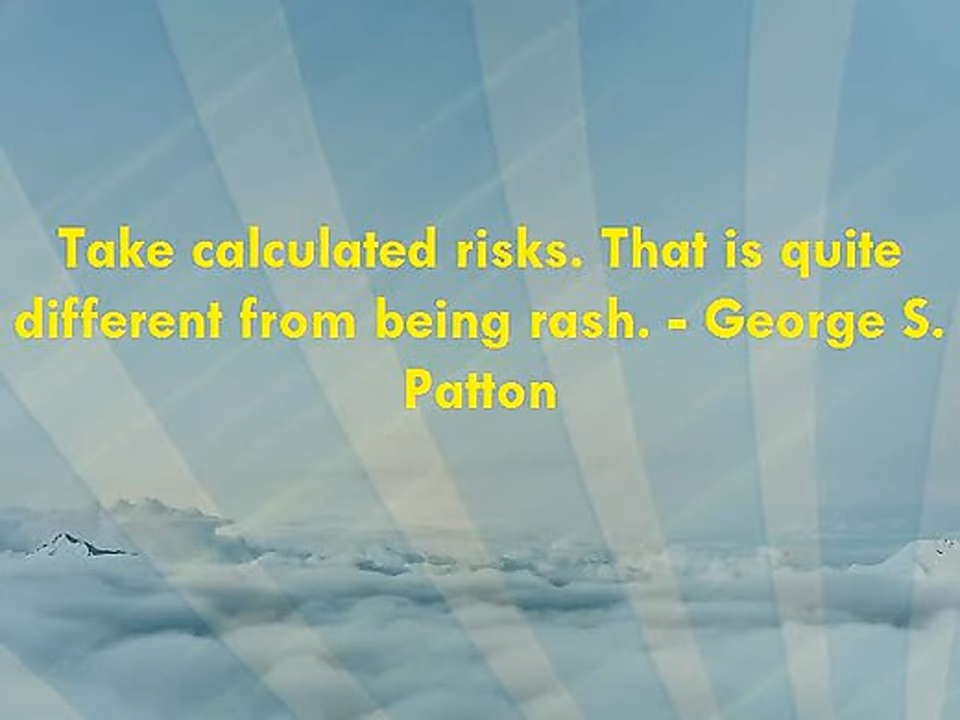 Take calculated risks. That is quite
different from being rash. - George S.
Patton